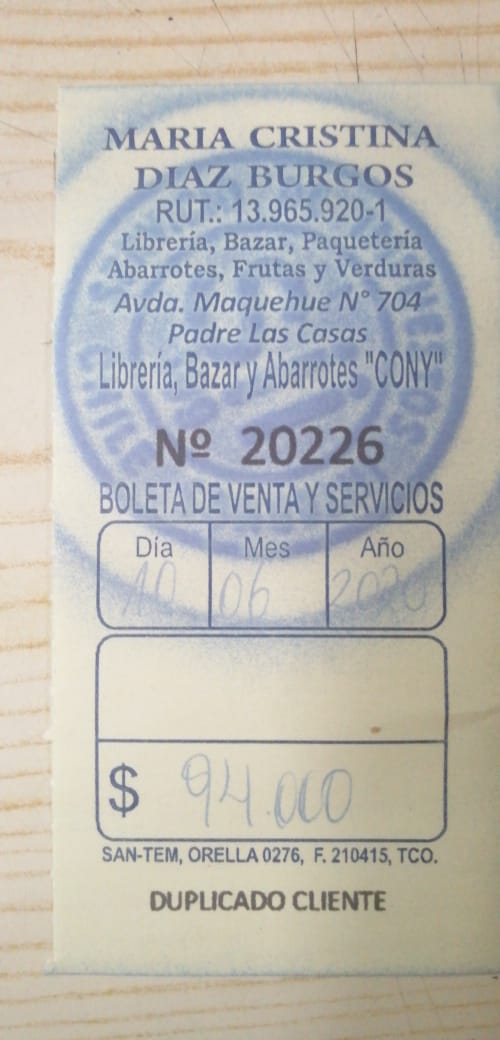 MARIA CRISTINA
DIAZ BURGOS
RUT.: 13.965.920-1
Librería, Bazar, Paquetería
Abarrotes, Frutas y Verduras
Avda. Maquehue N° 704
Padre Las Casas
Librería, Bazar y Abarrotes "CONY"
Nº 20226
BOLETA DE VENTA Y SERVICIOS
Día Mes Año
10 06 2020
$ 94.000
SAN-TEM, ORELLA 0276, F. 210415, TCO.
DUPLICADO CLIENTE